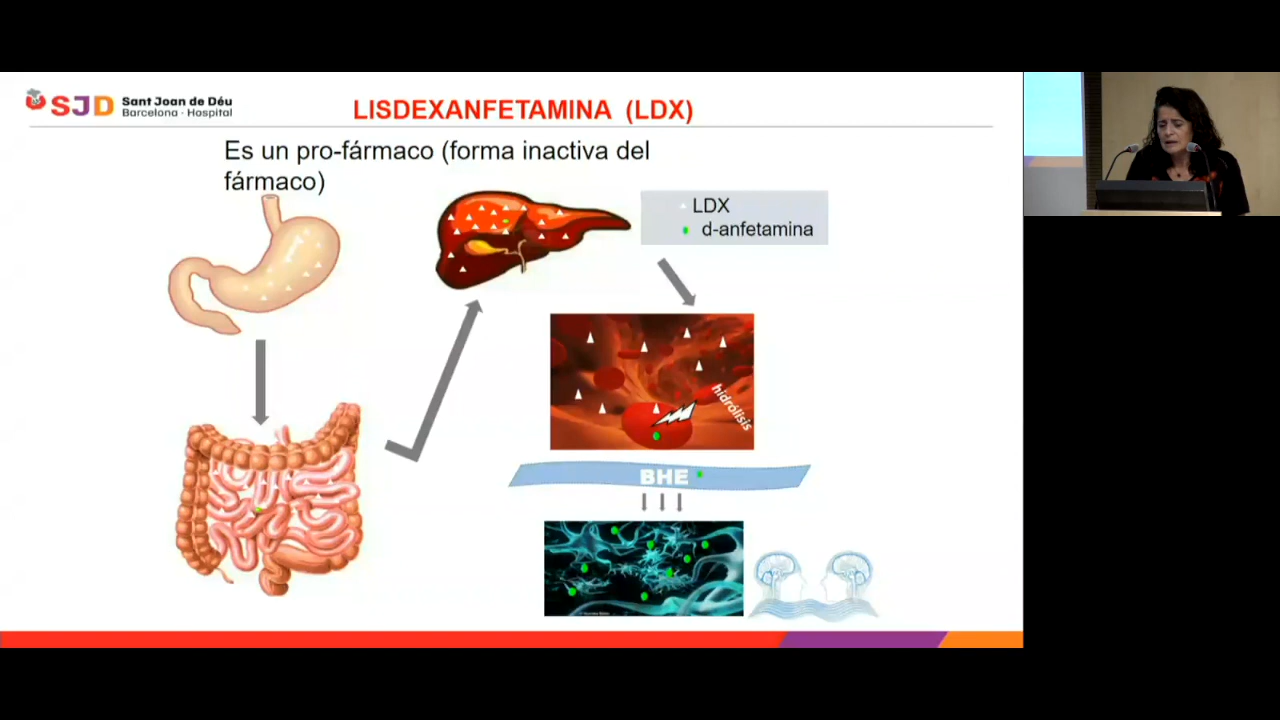 SJD Sant Joan de Déu
Barcelona · Hospital
LISDEXANFETAMINA (LDX)
Es un pro-fármaco (forma inactiva del
fármaco)
LDX
d-anfetamina
hidrólisis
BHE